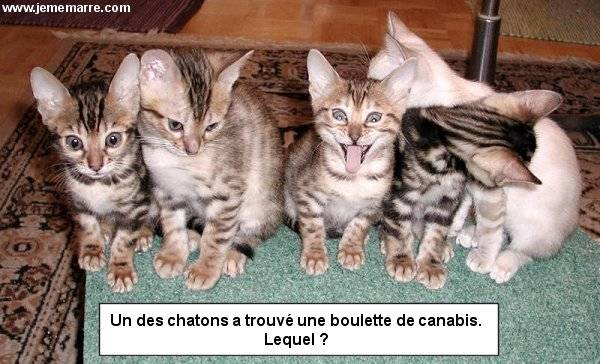 www.jememarre.com
Un des chatons a trouvé une boulette de canabis.
Lequel ?